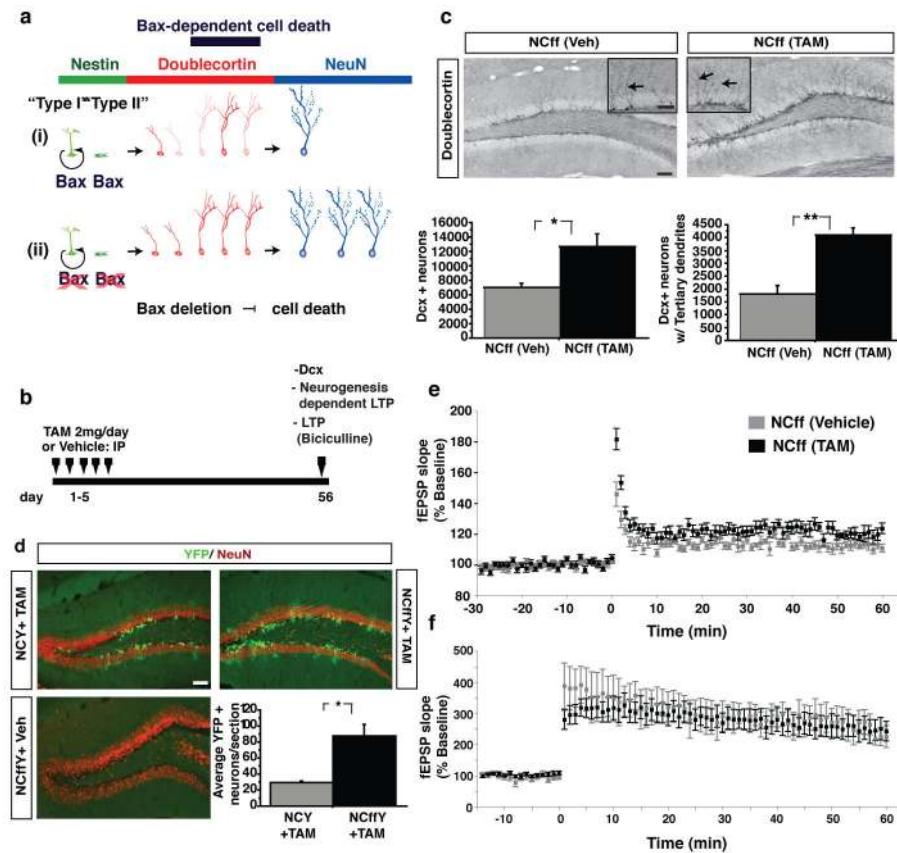 a
Bax-dependent cell death
Nestin
Doublecortin
NeuN
"Type I Type II"
(i)
Bax Bax
(ii)
Bax Bax
Bax deletion ⊣ cell death
b
-Dcx
- Neurogenesis
dependent LTP
- LTP
(Biciculline)
TAM 2mg/day
or Vehicle: IP
day 1-5 56
c
NCff (Veh)
NCff (TAM)
Doublecortin
Dcx + neurons
16000
14000
12000
10000
8000
6000
4000
2000
0
*
NCff (Veh) NCff (TAM)
Dcx+ neurons
w/ Tertiary dendrites
4500
4000
3500
3000
2500
2000
1500
1000
500
0
**
NCff (Veh) NCff (TAM)
d
YFP/ NeuN
NCY+ TAM
NCffY+ TAM
NCffY+ Veh
Average YFP +
neurons/section
120
100
80
60
40
20
0
*
NCY
+TAM
NCffY
+TAM
e
fEPSP slope
(% Baseline)
200
180
160
140
120
100
80
NCff (Vehicle)
NCff (TAM)
-30 -20 -10 0 10 20 30 40 50 60
Time (min)
f
fEPSP slope
(% Baseline)
500
400
300
200
100
0
-10 0 10 20 30 40 50 60
Time (min)